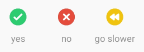 yes no go slower